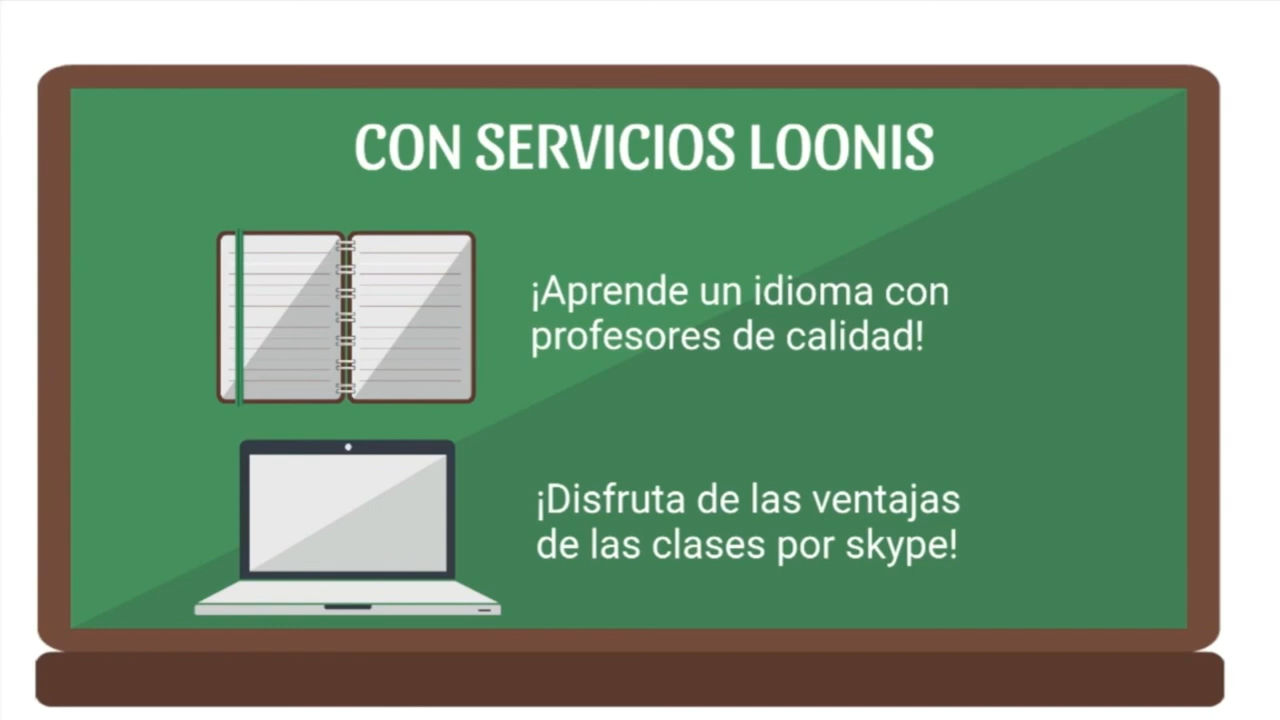 CON SERVICIOS LOONIS
¡Aprende un idioma con
profesores de calidad!
¡Disfruta de las ventajas
de las clases por skype!